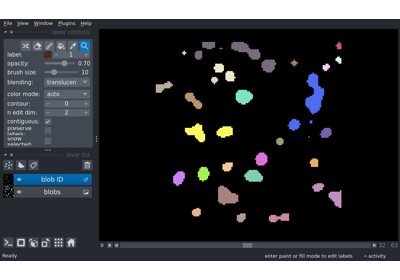 File View Window Plugins Help
layer controls
label: 1
opacity: 0.70
brush size: 10
blending: translucen
color mode: auto
contour: 0
n edit dim: 2
contiguous:
preserve labels:
show selected:
layer list
blob ID
blobs
32 63
Ready
enter paint or fill mode to edit labels
activity